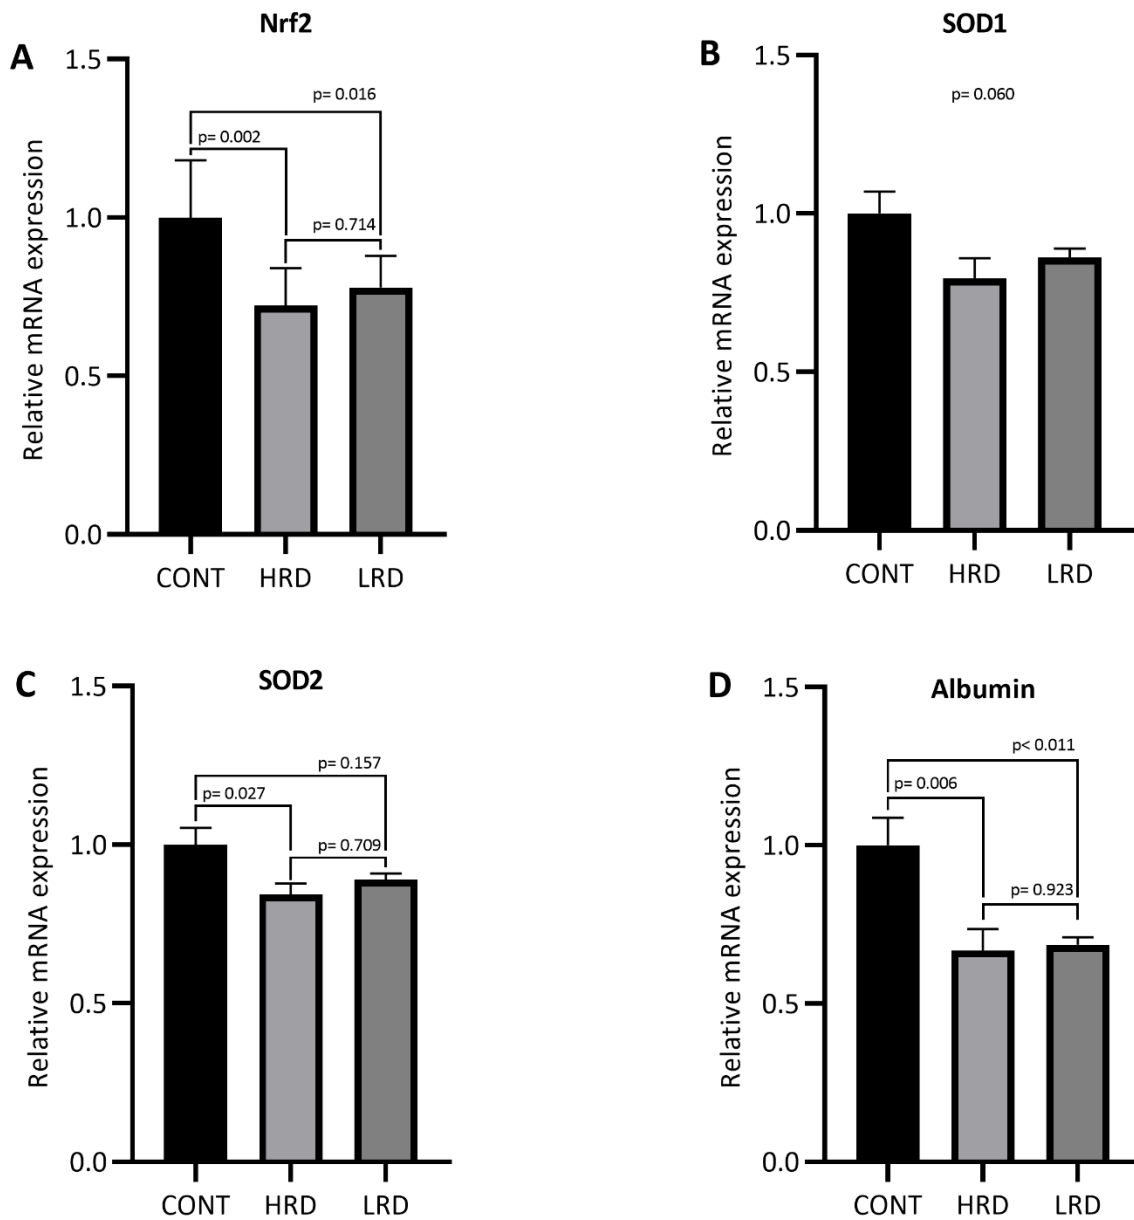 A
Nrf2
Relative mRNA expression
1.5
1.0
0.5
0.0
p= 0.016
p= 0.002
p= 0.714
CONT HRD LRD
B
SOD1
Relative mRNA expression
1.5
1.0
0.5
0.0
p= 0.060
CONT HRD LRD
C
SOD2
Relative mRNA expression
1.5
1.0
0.5
0.0
p= 0.157
p= 0.027
p= 0.709
CONT HRD LRD
D
Albumin
Relative mRNA expression
1.5
1.0
0.5
0.0
p< 0.011
p= 0.006
p= 0.923
CONT HRD LRD